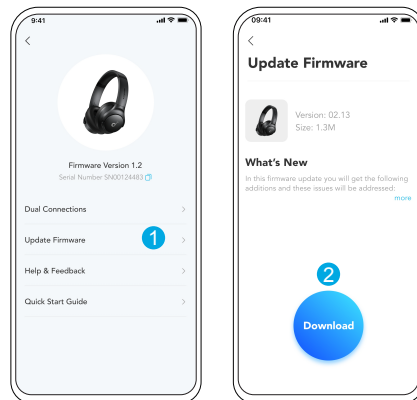 9:41
Firmware Version 1.2
Serial Number SN00124483
Dual Connections
Update Firmware
1
Help & Feedback
Quick Start Guide
09:41
Update Firmware
Version: 02.13
Size: 1.3M
What's New
In this firmware update you will get the following
additions and these issues will be addressed:
more
2
Download